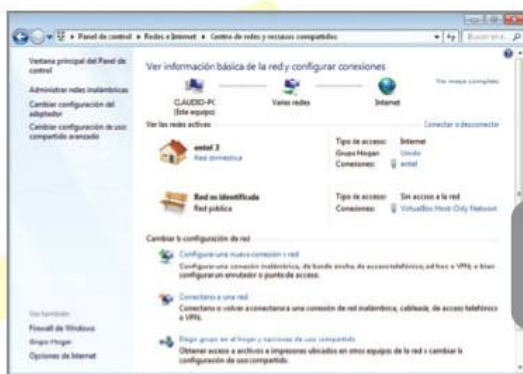 Panel de control ▸ Redes e Internet ▸ Centro de redes y recursos compartidos
Ventana principal del Panel de
control
Administrar redes inalámbricas
Cambiar configuración del
adaptador
Cambiar configuración de uso
compartido avanzado
Ver información básica de la red y configurar conexiones
CLAUDIO-PC
(Este equipo)
Varias redes
Internet
Ver mapa completo
Ver las redes activas
Conectar o desconectar
entel 3
Red doméstica
Tipo de acceso: Internet
Grupo Hogar: Unido
Conexiones: entel
Red no identificada
Red pública
Tipo de acceso: Sin acceso a la red
Conexiones: VirtualBox Host-Only Network
Cambiar la configuración de red
Configurar una nueva conexión o red
Configurar una conexión inalámbrica, de banda ancha, de acceso telefónico, ad hoc o VPN; o bien
configurar un enrutador o punto de acceso.
Conectarse a una red
Conectarse o volver a conectarse a una conexión de red inalámbrica, cableada, de acceso telefónico
o VPN.
Elegir grupo en el hogar y opciones de uso compartido
Obtener acceso a archivos e impresoras ubicados en otros equipos de la red o cambiar la
configuración de uso compartido.
Vea también
Firewall de Windows
Grupo Hogar
Opciones de Internet